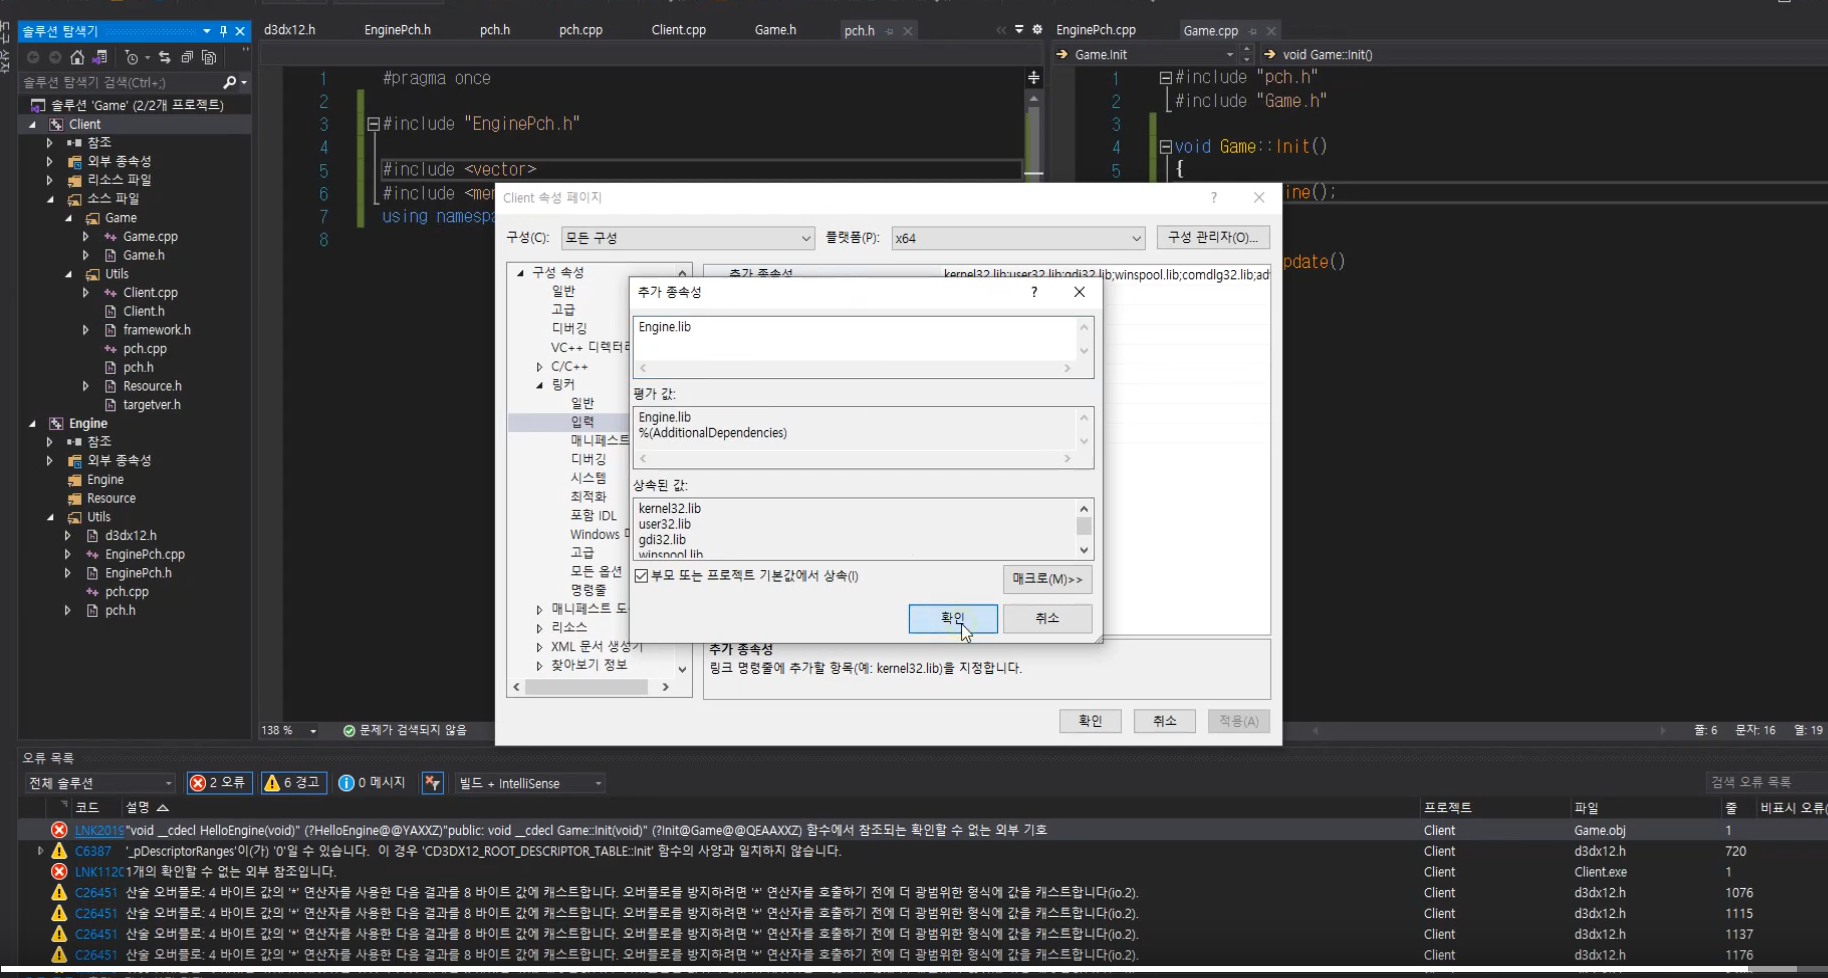 d3dx12.h EnginePch.h pch.h pch.cpp Client.cpp Game.h pch.h EnginePch.cpp Game.cpp
솔루션 탐색기
Game.Init void Game::Init()
솔루션 탐색기 검색(Ctrl+;)
솔루션 'Game' (2/2개 프로젝트)
Client
참조
외부 종속성
리소스 파일
소스 파일
Game
Game.cpp
Game.h
Utils
Client.cpp
Client.h
framework.h
pch.cpp
pch.h
Resource.h
targetver.h
Engine
참조
외부 종속성
Engine
Resource
Utils
d3dx12.h
EnginePch.cpp
EnginePch.h
pch.cpp
pch.h
1 #pragma once
2
3 #include "EnginePch.h"
4
5 #include <vector>
6 #include <mer
7 using namespa
8
1 #include "pch.h"
2 #include "Game.h"
3
4 void Game::Init()
5 {
ine();
pdate()
Client 속성 페이지 ?
구성(C): 모든 구성 플랫폼(P): x64 구성 관리자(O)...
구성 속성
일반
고급
디버깅
VC++ 디렉터리
C/C++
링커
일반
입력
매니페스트
디버깅
시스템
최적화
포함 IDL
Windows
고급
모든 옵션
명령줄
매니페스트 도
리소스
XML 문서 생성기
찾아보기 정보
추가 종속성 kernel32.lib;user32.lib;gdi32.lib;winspool.lib;comdlg32.lib;ad
추가 종속성 ?
Engine.lib
평가 값:
Engine.lib
%(AdditionalDependencies)
상속된 값:
kernel32.lib
user32.lib
gdi32.lib
winspool.lib
부모 또는 프로젝트 기본값에서 상속(I) 매크로(M)>>
확인 취소
추가 종속성
링크 명령줄에 추가할 항목(예: kernel32.lib)을 지정합니다.
확인 취소 적용(A)
138 % 문제가 검색되지 않음 줄: 6 문자: 16 열: 19
오류 목록
전체 솔루션 2 오류 6 경고 0 메시지 빌드 + IntelliSense 검색 오류 목록
코드 설명 프로젝트 파일 줄 비표시 오류(
LNK2019 "void __cdecl HelloEngine(void)" (?HelloEngine@@YAXXZ)"public: void __cdecl Game::Init(void)" (?Init@Game@@QEAAXXZ) 함수에서 참조되는 확인할 수 없는 외부 기호 Client Game.obj 1
C6387 '_pDescriptorRanges'이(가) '0'일 수 있습니다. 이 경우 'CD3DX12_ROOT_DESCRIPTOR_TABLE::Init' 함수의 사양과 일치하지 않습니다. Client d3dx12.h 720
LNK112C 1개의 확인할 수 없는 외부 참조입니다. Client Client.exe 1
C26451 산술 오버플로: 4 바이트 값의 '*' 연산자를 사용한 다음 결과를 8 바이트 값에 캐스트합니다. 오버플로를 방지하려면 '*' 연산자를 호출하기 전에 더 광범위한 형식에 값을 캐스트합니다(io.2). Client d3dx12.h 1076
C26451 산술 오버플로: 4 바이트 값의 '*' 연산자를 사용한 다음 결과를 8 바이트 값에 캐스트합니다. 오버플로를 방지하려면 '*' 연산자를 호출하기 전에 더 광범위한 형식에 값을 캐스트합니다(io.2). Client d3dx12.h 1115
C26451 산술 오버플로: 4 바이트 값의 '*' 연산자를 사용한 다음 결과를 8 바이트 값에 캐스트합니다. 오버플로를 방지하려면 '*' 연산자를 호출하기 전에 더 광범위한 형식에 값을 캐스트합니다(io.2). Client d3dx12.h 1137
C26451 산술 오버플로: 4 바이트 값의 '*' 연산자를 사용한 다음 결과를 8 바이트 값에 캐스트합니다. 오버플로를 방지하려면 '*' 연산자를 호출하기 전에 더 광범위한 형식에 값을 캐스트합니다(io.2). Client d3dx12.h 1176